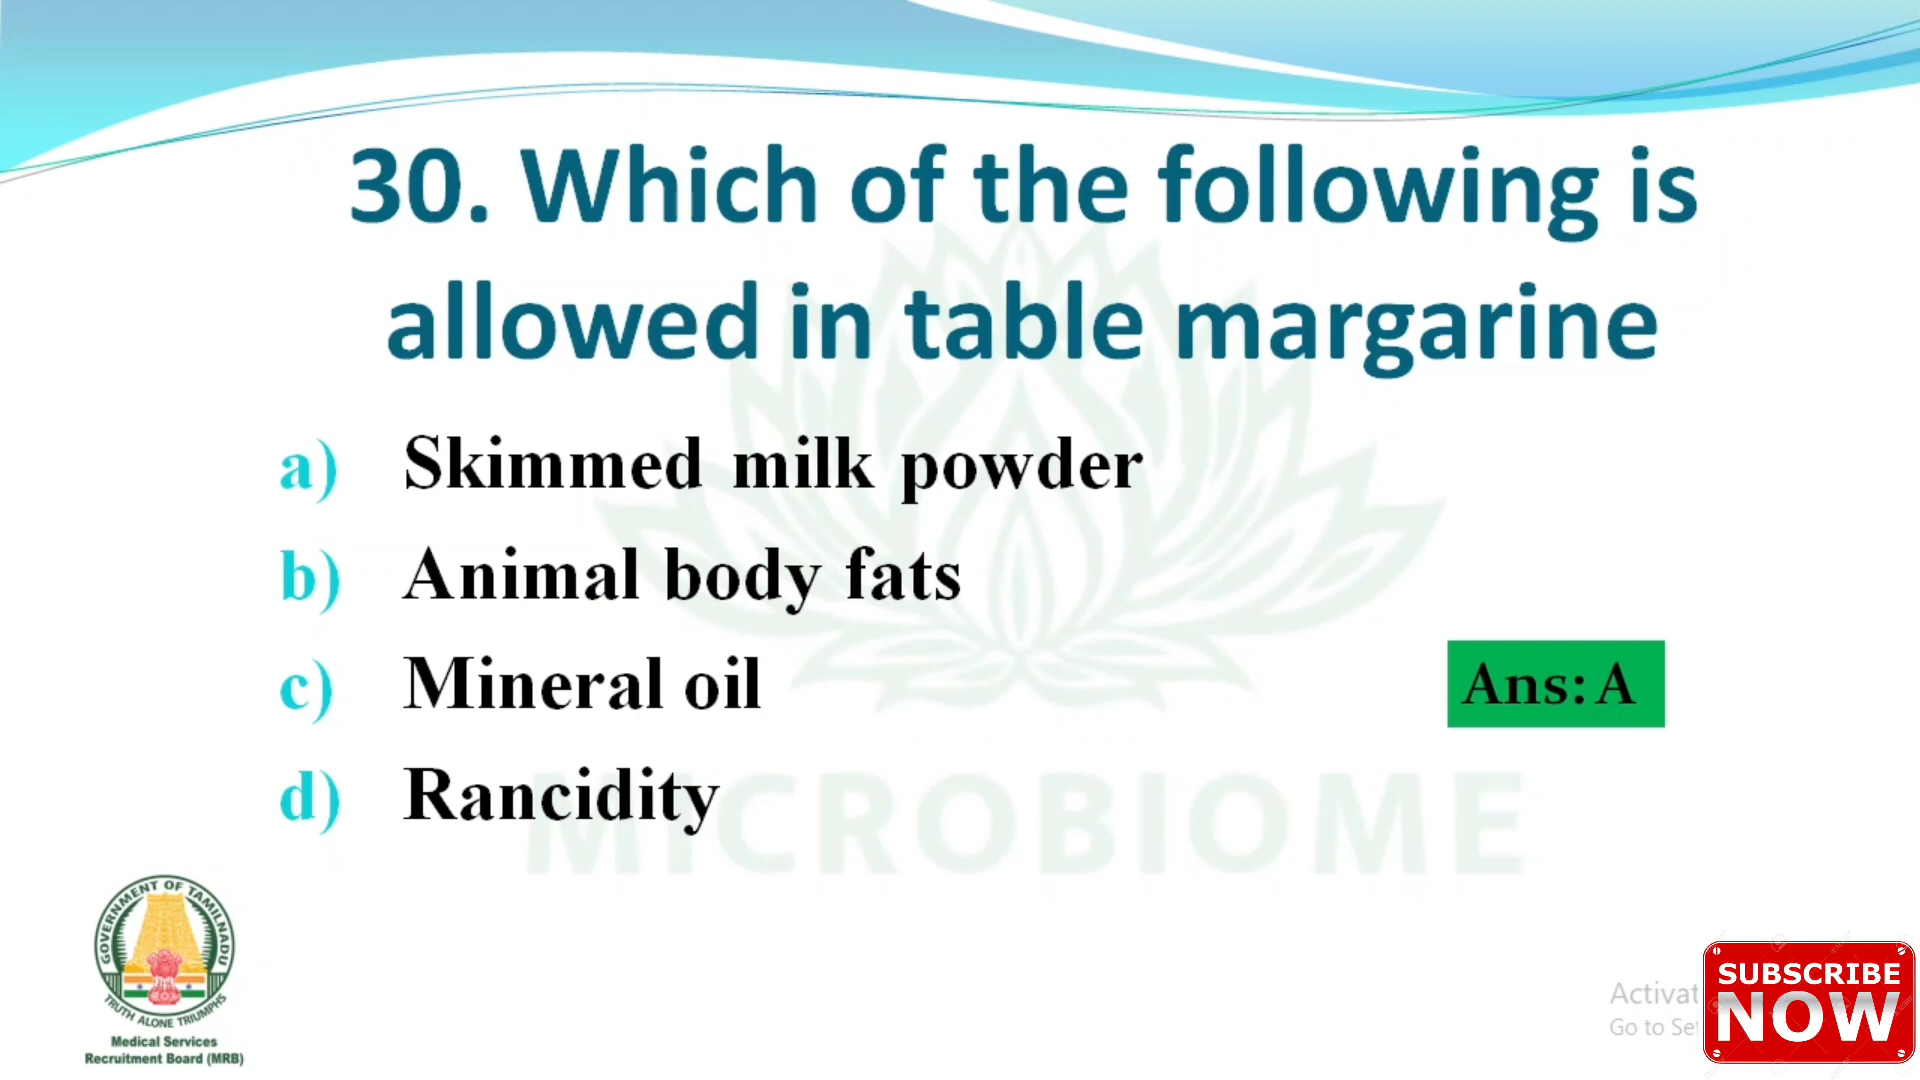 30. Which of the following is
allowed in table margarine
a) Skimmed milk powder
b) Animal body fats
c) Mineral oil
Ans: A
d) Rancidity
MICROBIOME
GOVERNMENT OF TAMILNADU
TRUTH ALONE TRIUMPHS
Medical Services
Recruitment Board (MRB)
Activat
Go to Set
SUBSCRIBE
NOW